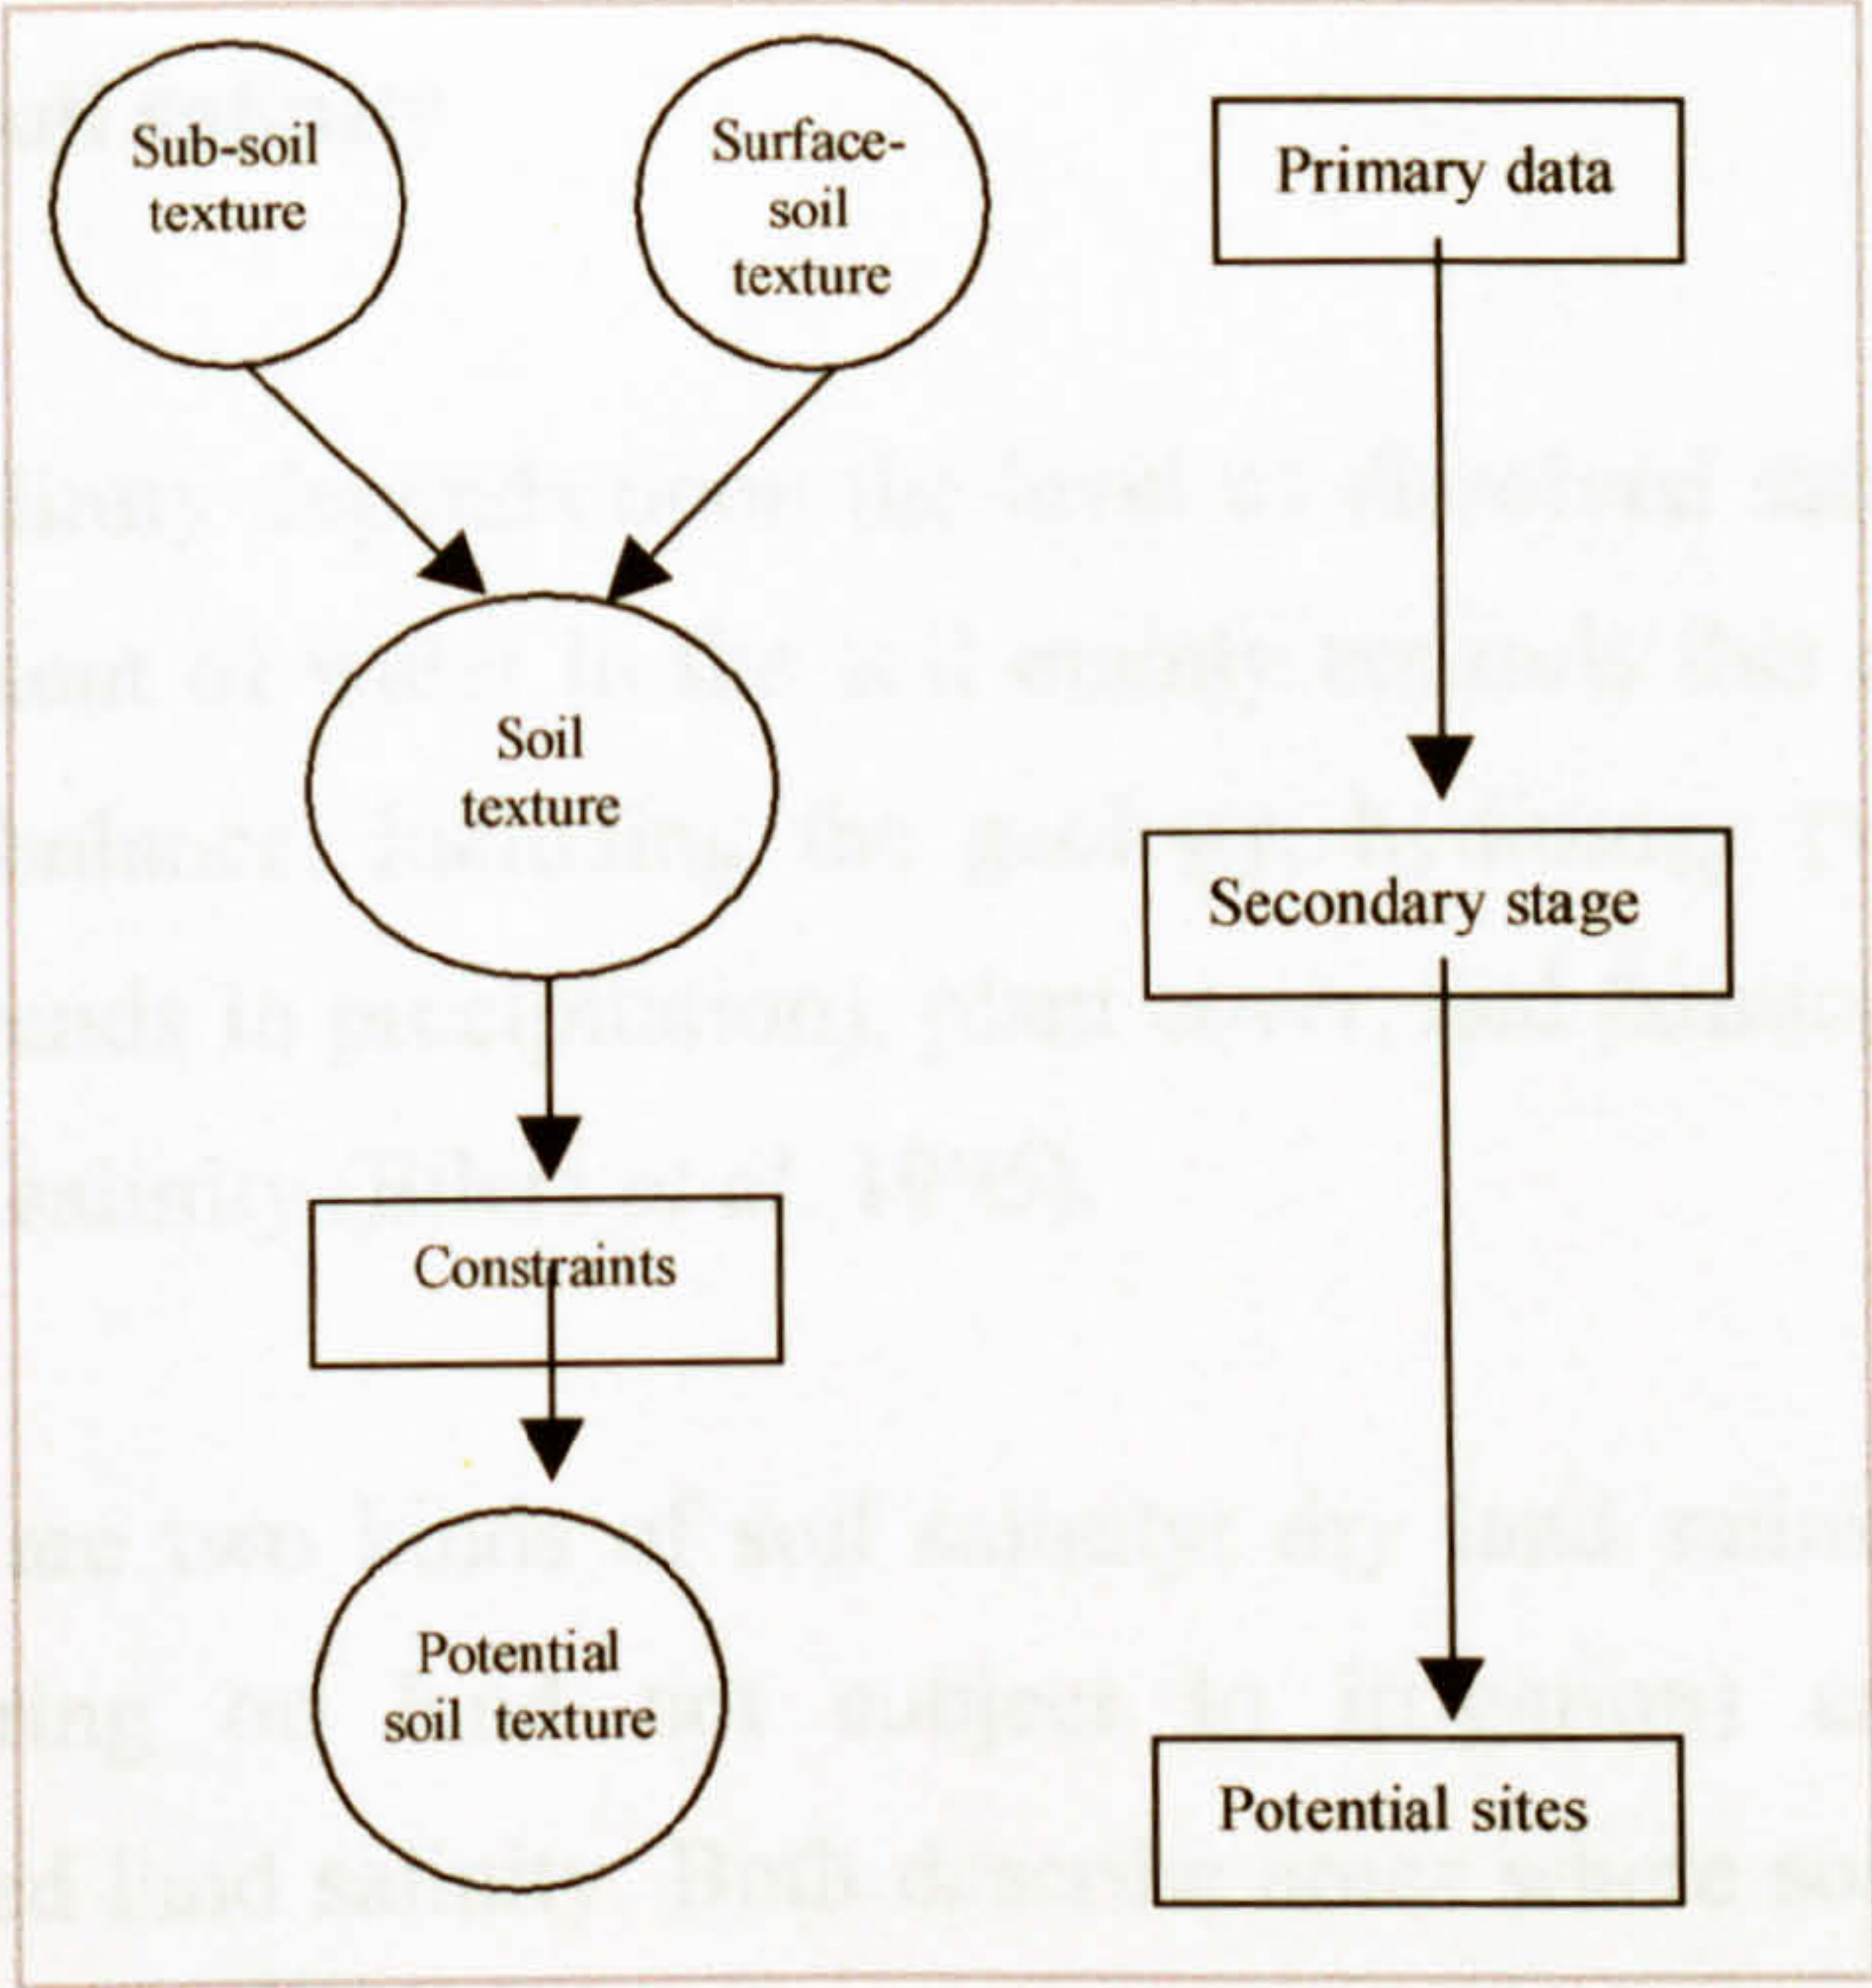 Sub-soil
texture
Surface-
soil
texture
Primary data
Soil
texture
Secondary stage
Constraints
Potential
soil texture
Potential sites